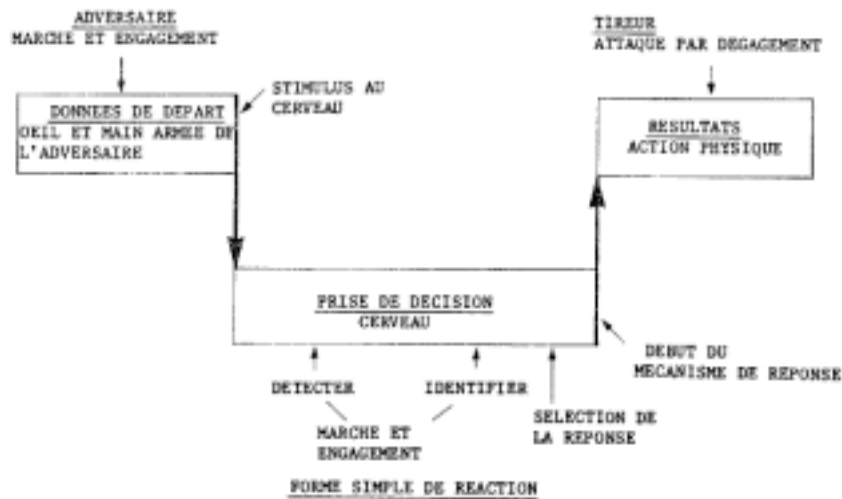 ADVERSAIRE
MARCHE ET ENGAGEMENT
TIREUR
ATTAQUE PAR DEGAGEMENT
STIMULUS AU
CERVEAU
DONNEES DE DEPART
OEIL ET MAIN ARMEE DE
L'ADVERSAIRE
RESULTATS
ACTION PHYSIQUE
PRISE DE DECISION
CERVEAU
DEBUT DU
MECANISME DE REPONSE
DETECTER
IDENTIFIER
SELECTION DE
LA REPONSE
MARCHE ET
ENGAGEMENT
FORME SIMPLE DE REACTION